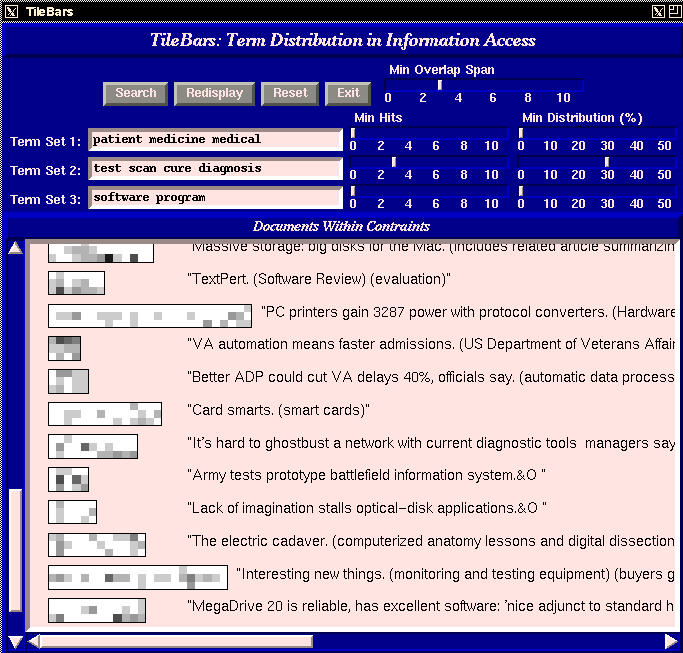 TileBars
TileBars: Term Distribution in Information Access
Min Overlap Span
Search Redisplay Reset Exit
0 2 4 6 8 10
Min Hits Min Distribution (%)
Term Set 1: patient medicine medical
0 2 4 6 8 10 0 10 20 30 40 50
Term Set 2: test scan cure diagnosis
0 2 4 6 8 10 0 10 20 30 40 50
Term Set 3: software program
0 2 4 6 8 10 0 10 20 30 40 50
Documents Within Contraints
"Massive storage: big disks for the Mac. (includes related article summarizin
"TextPert. (Software Review) (evaluation)"
"PC printers gain 3287 power with protocol converters. (Hardware
"VA automation means faster admissions. (US Department of Veterans Affair
"Better ADP could cut VA delays 40%, officials say. (automatic data process
"Card smarts. (smart cards)"
"It's hard to ghostbust a network with current diagnostic tools managers say
"Army tests prototype battlefield information system.&O "
"Lack of imagination stalls optical-disk applications.&O "
"The electric cadaver. (computerized anatomy lessons and digital dissection
"Interesting new things. (monitoring and testing equipment) (buyers g
"MegaDrive 20 is reliable, has excellent software: 'nice adjunct to standard h